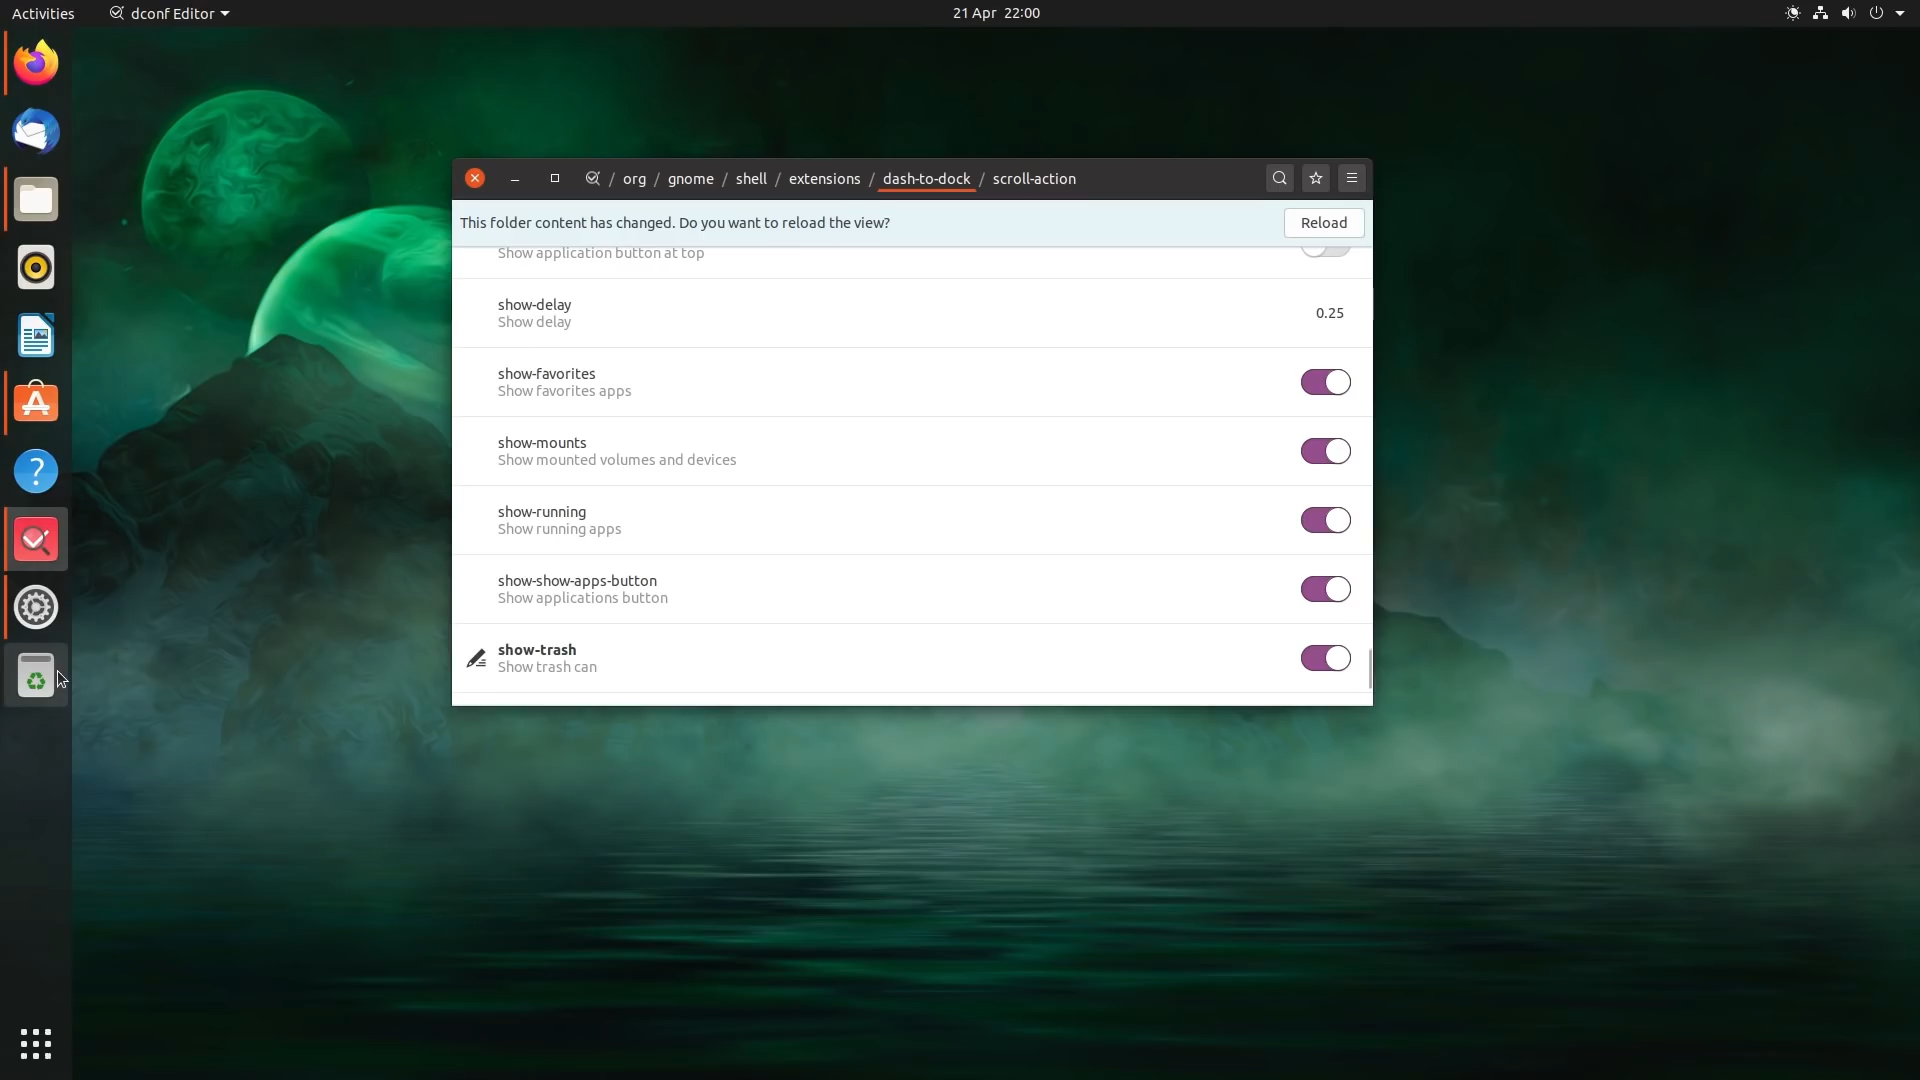 Activities
dconf Editor
21 Apr 22:00
/ org / gnome / shell / extensions / dash-to-dock / scroll-action
This folder content has changed. Do you want to reload the view?
Reload
Show application button at top
show-delay
Show delay
0.25
show-favorites
Show favorites apps
show-mounts
Show mounted volumes and devices
show-running
Show running apps
show-show-apps-button
Show applications button
show-trash
Show trash can